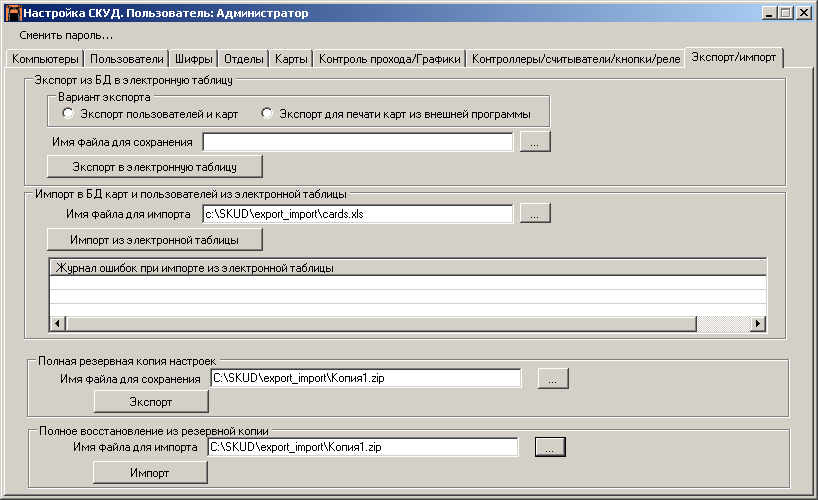 Настройка СКУД. Пользователь: Администратор
Сменить пароль...
Компьютеры Пользователи Шифры Отделы Карты Контроль прохода/Графики Контроллеры/считыватели/кнопки/реле Экспорт/импорт
Экспорт из БД в электронную таблицу
Вариант экспорта
Экспорт пользователей и карт Экспорт для печати карт из внешней программы
Имя файла для сохранения ...
Экспорт в электронную таблицу
Импорт в БД карт и пользователей из электронной таблицы
Имя файла для импорта c:\SKUD\export_import\cards.xls ...
Импорт из электронной таблицы
Журнал ошибок при импорте из электронной таблицы
Полная резервная копия настроек
Имя Файла для сохранения C:\SKUD\export_import\Копия1.zip ...
Экспорт
Полное восстановление из резервной копии
Имя Файла для импорта C:\SKUD\export_import\Копия1.zip ...
Импорт